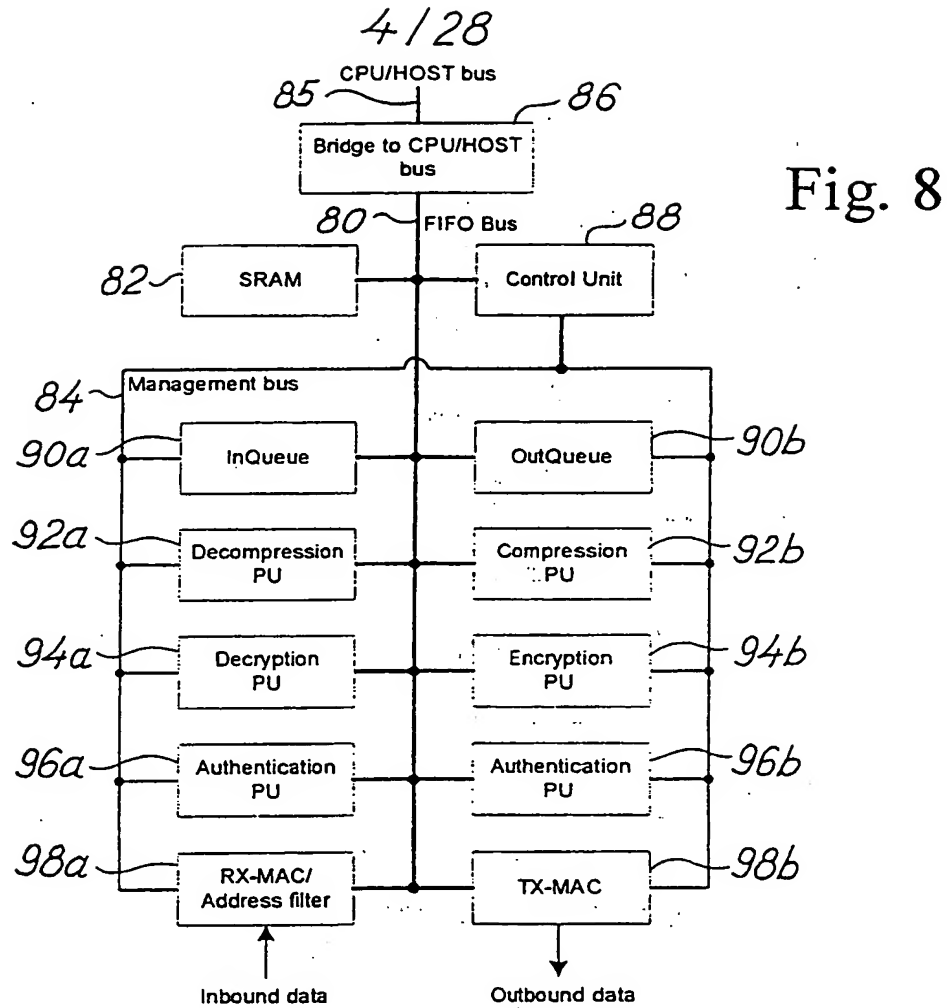 4/28
CPU/HOST bus
85
86
Bridge to CPU/HOST
bus
Fig. 8
80
FIFO Bus
88
82
SRAM
Control Unit
84
Management bus
90a
InQueue
OutQueue
90b
92a
Decompression
PU
Compression
PU
92b
94a
Decryption
PU
Encryption
PU
94b
96a
Authentication
PU
Authentication
PU
96b
98a
RX-MAC/
Address filter
TX-MAC
98b
Inbound data
Outbound data